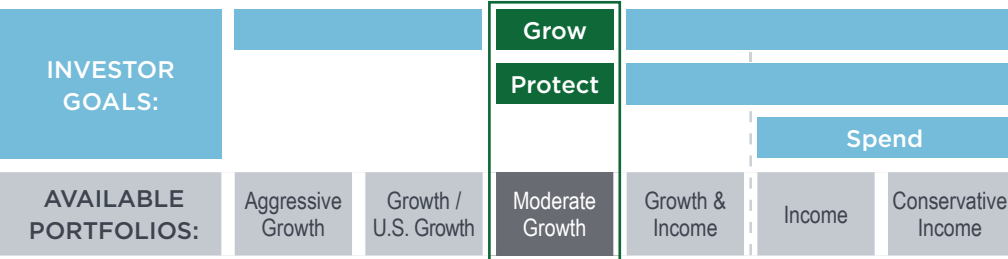 Grow
INVESTOR
GOALS:
Protect
Spend
AVAILABLE
PORTFOLIOS:
Aggressive
Growth
Growth /
U.S. Growth
Moderate
Growth
Growth &
Income
Income
Conservative
Income